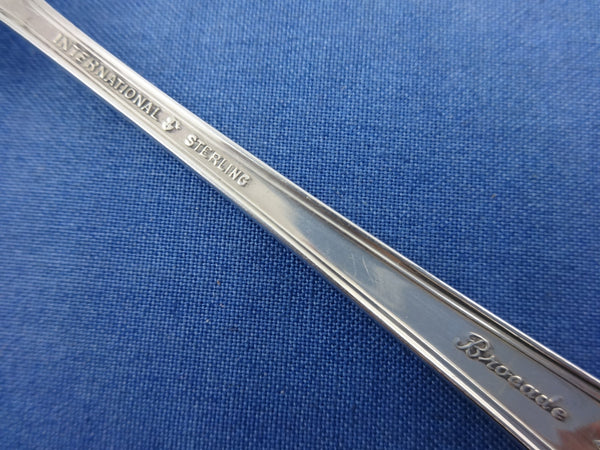 INTERNATIONAL STERLING
Brocade